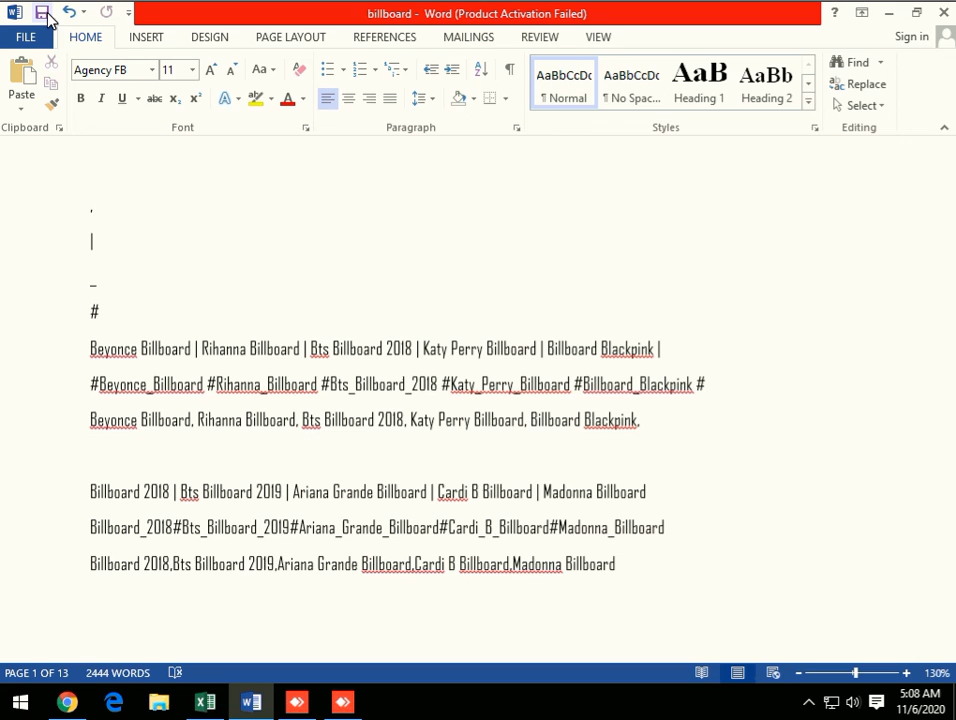 billboard - Word (Product Activation Failed)
?
FILE HOME INSERT DESIGN PAGE LAYOUT REFERENCES MAILINGS REVIEW VIEW Sign in
Paste
Agency FB 11 A A Aa
B I U abc x₂ x² A ab A
Clipboard Font Paragraph Styles Editing
AaBbCcDc AaBbCcDc AaB AaBb
¶ Normal ¶ No Spac... Heading 1 Heading 2
Find
Replace
Select
,
|
_
#
Beyonce Billboard | Rihanna Billboard | Bts Billboard 2018 | Katy Perry Billboard | Billboard Blackpink |
#Beyonce_Billboard #Rihanna_Billboard #Bts_Billboard_2018 #Katy_Perry_Billboard #Billboard_Blackpink #
Beyonce Billboard, Rihanna Billboard, Bts Billboard 2018, Katy Perry Billboard, Billboard Blackpink,
Billboard 2018 | Bts Billboard 2019 | Ariana Grande Billboard | Cardi B Billboard | Madonna Billboard
Billboard_2018#Bts_Billboard_2019#Ariana_Grande_Billboard#Cardi_B_Billboard#Madonna_Billboard
Billboard 2018,Bts Billboard 2019,Ariana Grande Billboard,Cardi B Billboard,Madonna Billboard
PAGE 1 OF 13 2444 WORDS 130%
5:08 AM
11/6/2020